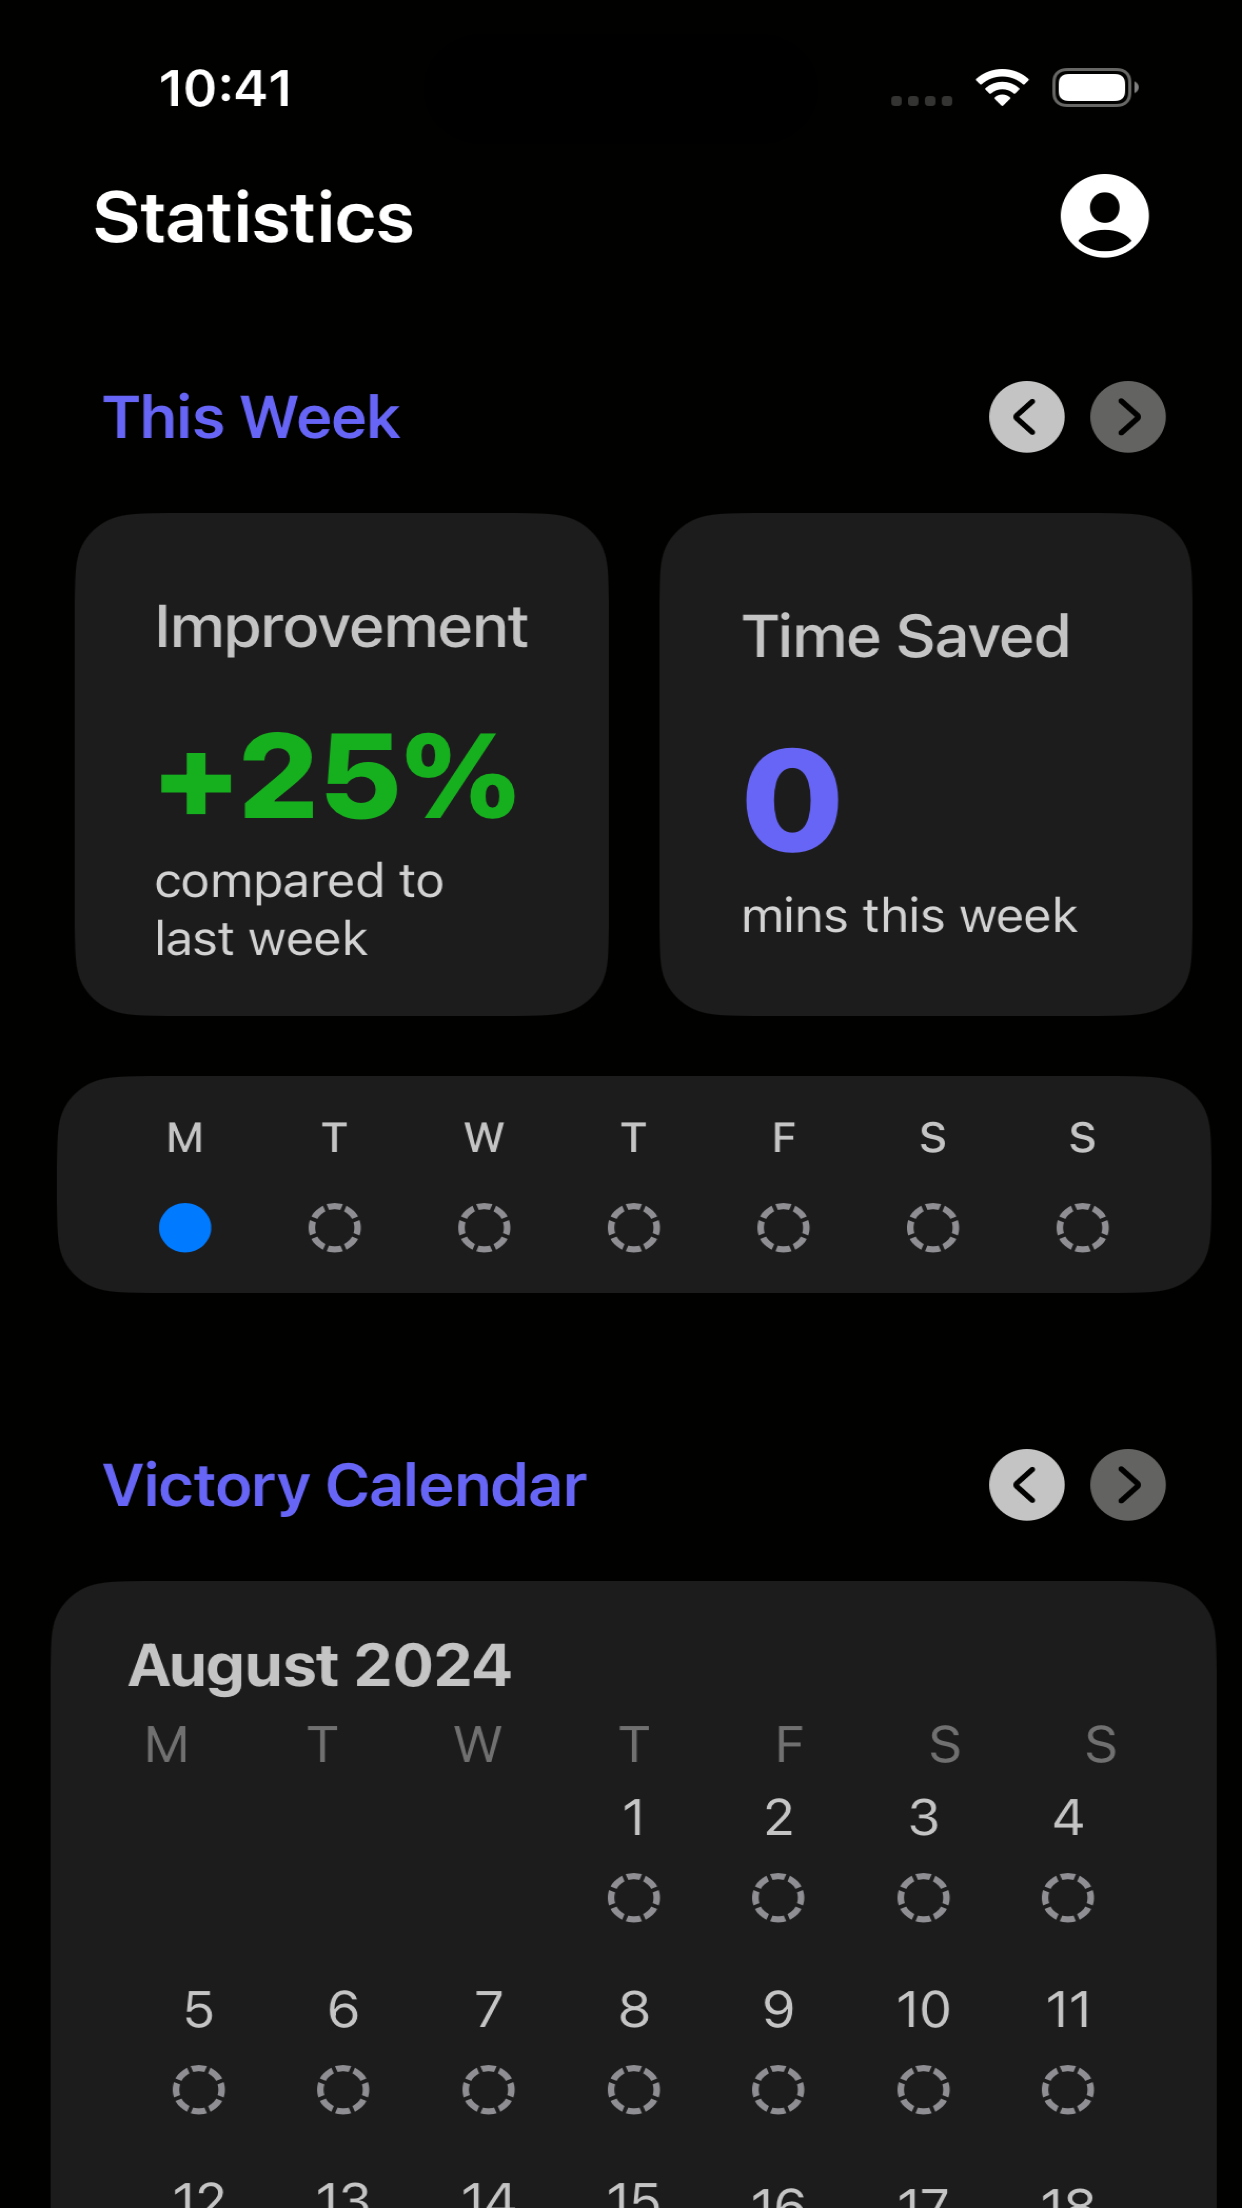 10:41
Statistics
This Week
Improvement
+25%
compared to
last week
Time Saved
0
mins this week
M T W T F S S
Victory Calendar
August 2024
M T W T F S S
1 2 3 4
5 6 7 8 9 10 11
12 13 14 15 16 17 18